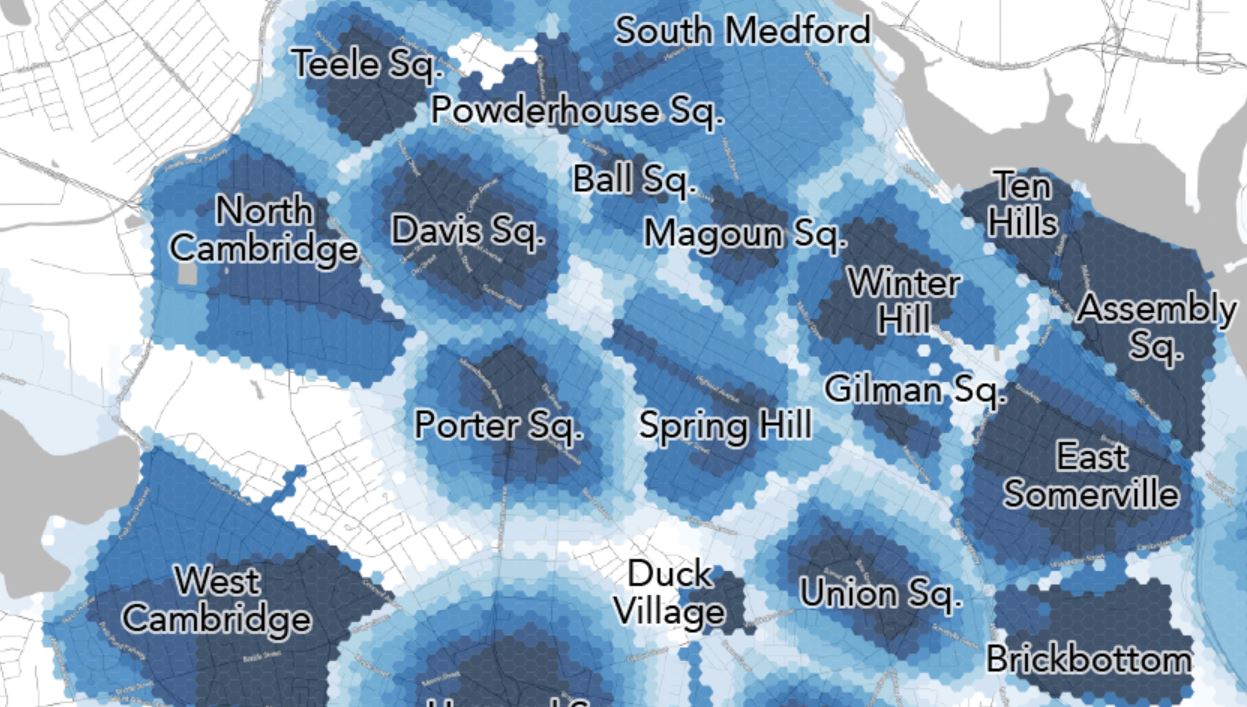 South Medford
Teele Sq.
Powderhouse Sq.
Ball Sq.
Ten
Hills
North
Cambridge
Davis Sq.
Magoun Sq.
Winter
Hill
Assembly
Sq.
Gilman Sq.
Porter Sq.
Spring Hill
East
Somerville
West
Cambridge
Duck
Village
Union Sq.
Brickbottom